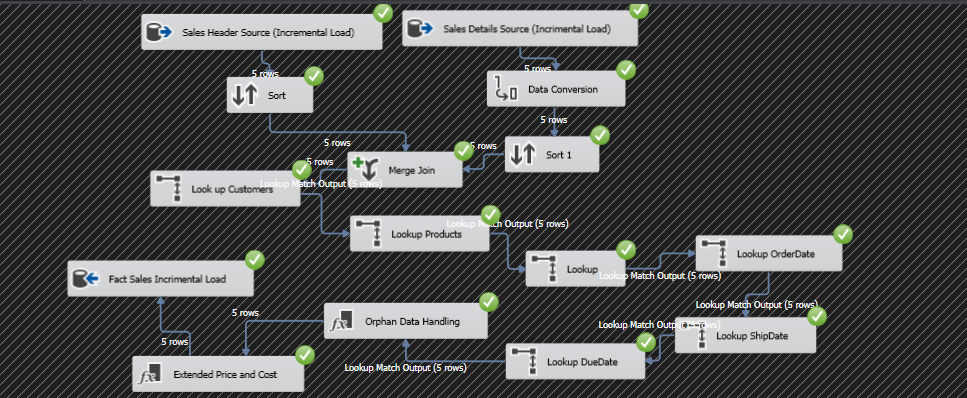 Sales Header Source (Incremental Load)
Sales Details Source (Incrimental Load)
5 rows
5 rows
Sort
Data Conversion
5 rows
5 rows
5 rows
Sort 1
5 rows
Merge Join
Look up Customers
Lookup Match Output (5 rows)
Lookup Products
Lookup Match Output (5 rows)
Lookup
Lookup OrderDate
Lookup Match Output (5 rows)
Fact Sales Incrimental Load
Lookup Match Output (5 rows)
5 rows
Orphan Data Handling
Lookup Match Output (5 rows)
Lookup ShipDate
5 rows
Lookup DueDate
Lookup Match Output (5 rows)
Extended Price and Cost